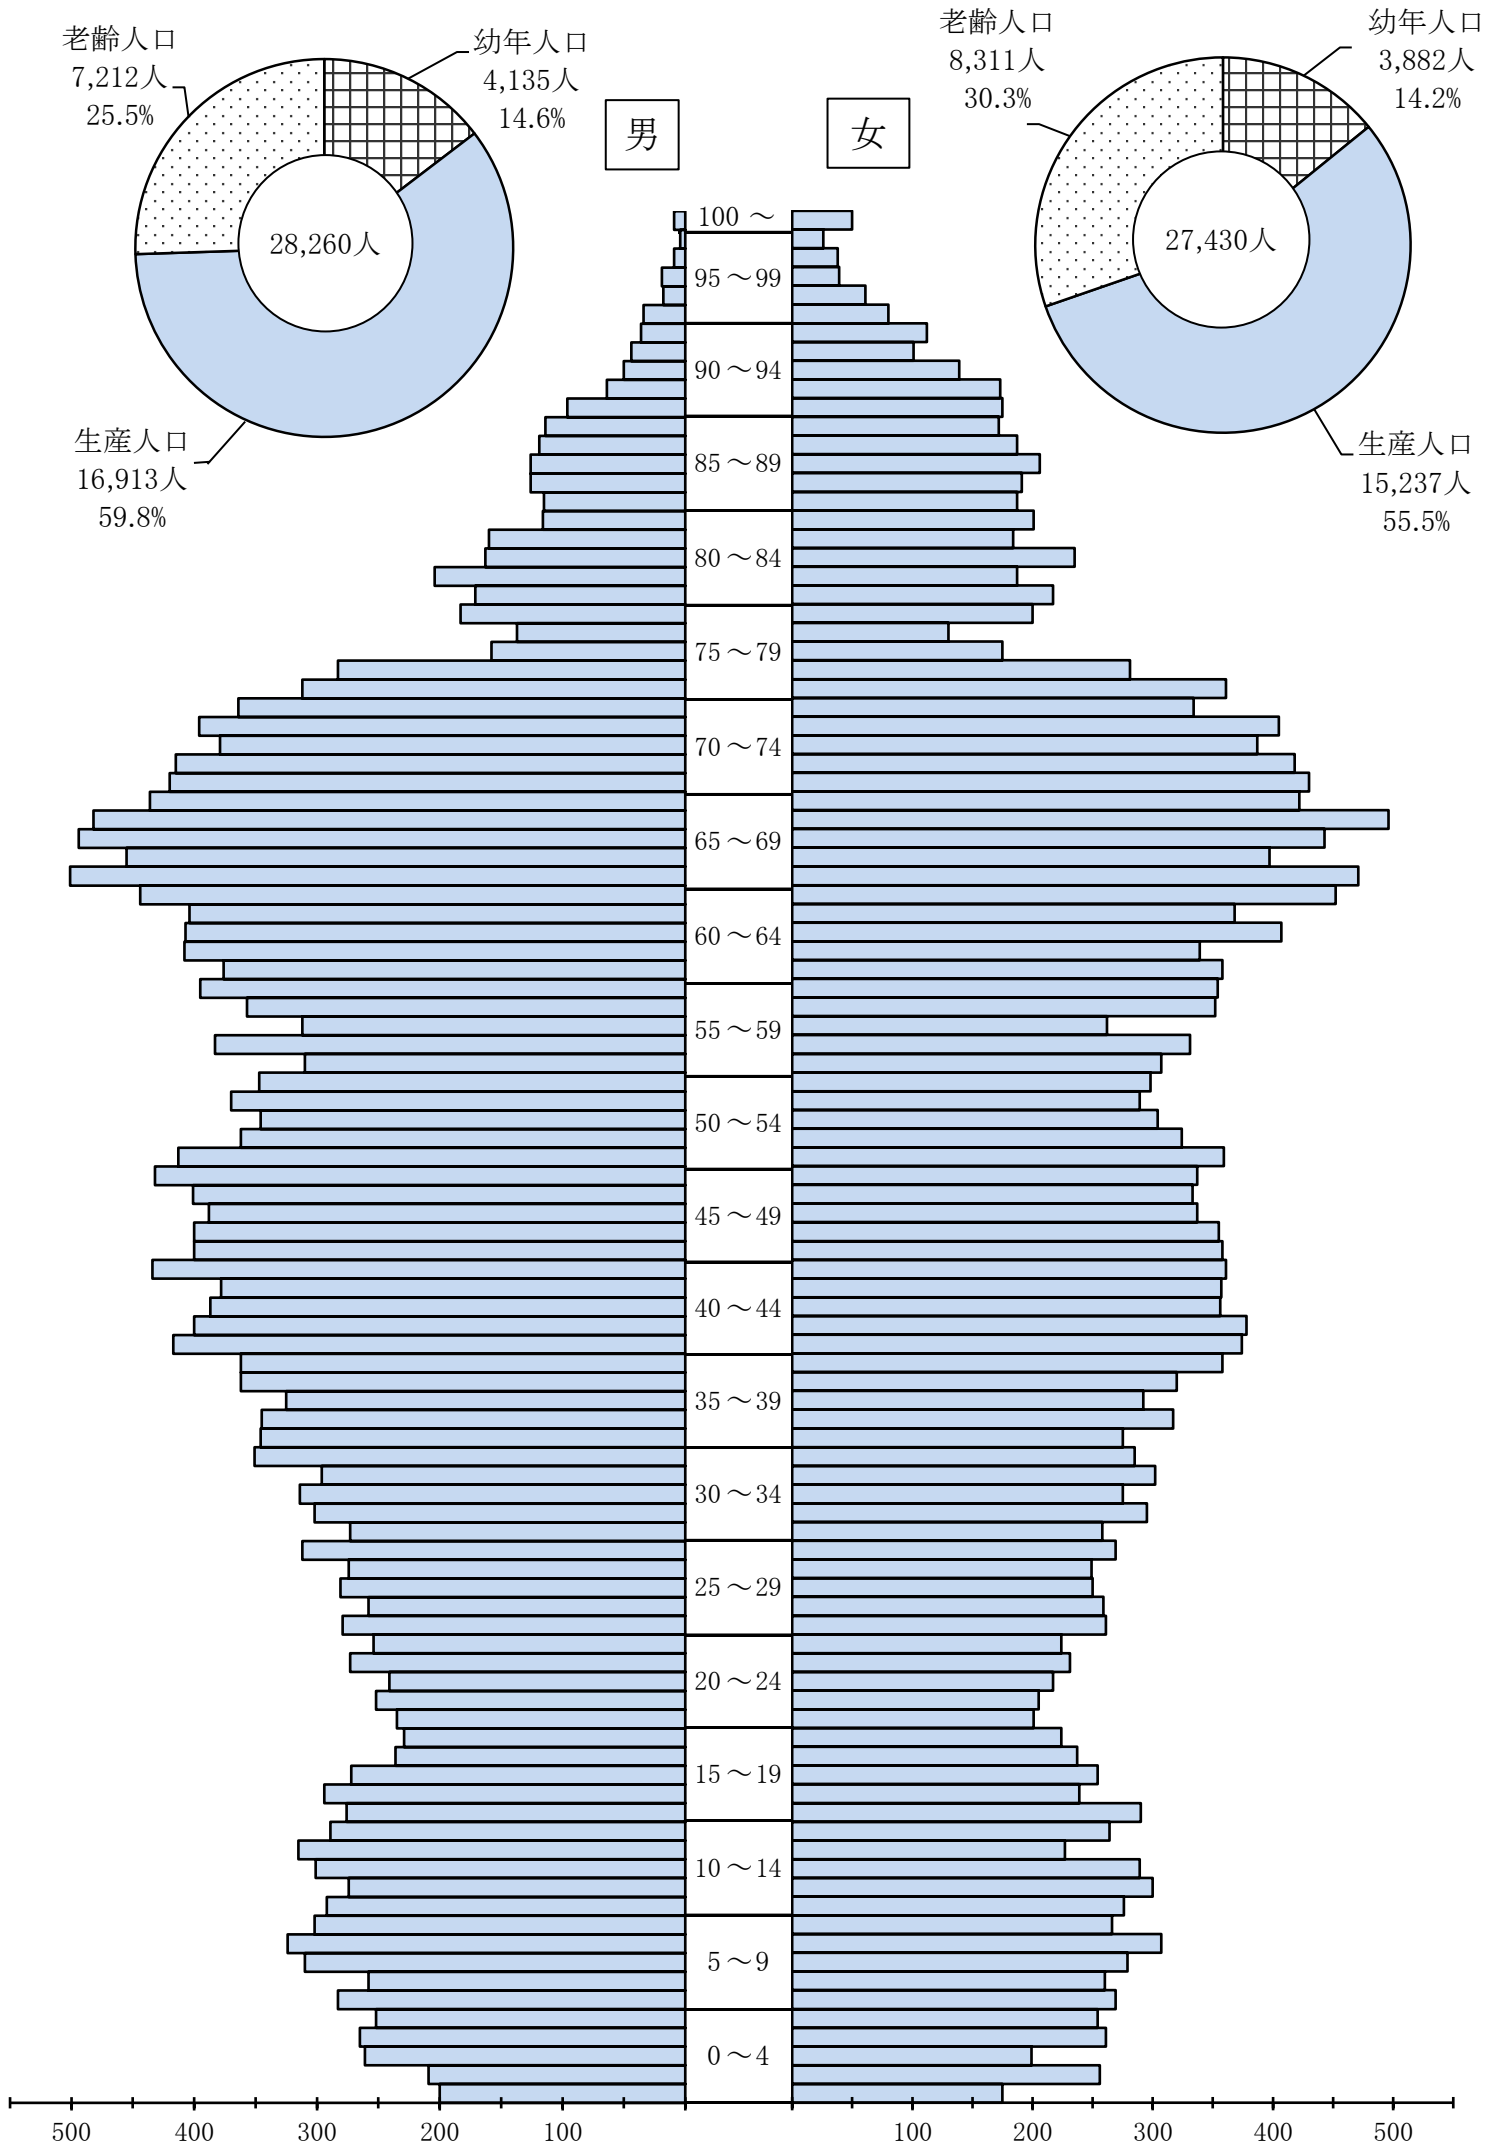 老齢人口
7,212人
25.5%
幼年人口
4,135人
14.6%
28,260人
生産人口
16,913人
59.8%
男
女
老齢人口
8,311人
30.3%
幼年人口
3,882人
14.2%
27,430人
生産人口
15,237人
55.5%
100 ～
95～99
90～94
85～89
80～84
75～79
70～74
65～69
60～64
55～59
50～54
45～49
40～44
35～39
30～34
25～29
20～24
15～19
10～14
5～9
0～4
500 400 300 200 100
100 200 300 400 500